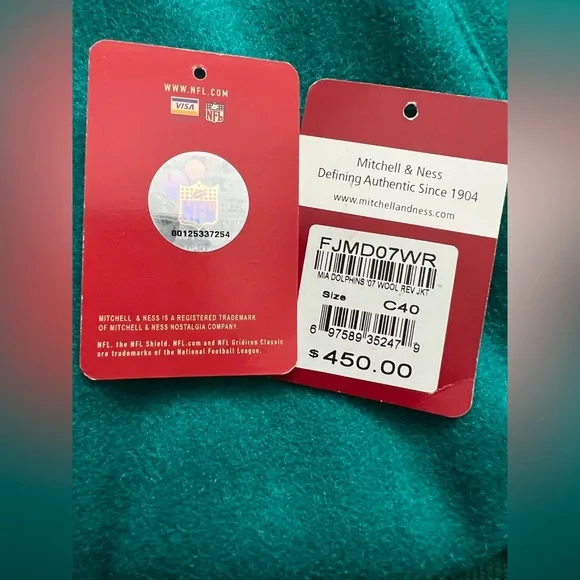 WWW.NFL.COM
VISA
NFL
NFL
00125337254
MITCHELL & NESS IS A REGISTERED TRADEMARK
OF MITCHELL & NESS NOSTALGIA COMPANY.
NFL, the NFL Shield, NFL.com and NFL Gridiron Classic
are trademarks of the National Football League.
Mitchell & Ness
Defining Authentic Since 1904
www.mitchellandness.com
FJMD07WR
MIA DOLPHINS '07 WOOL REV JKT
Size C40
6 97589 35247 9
$450.00